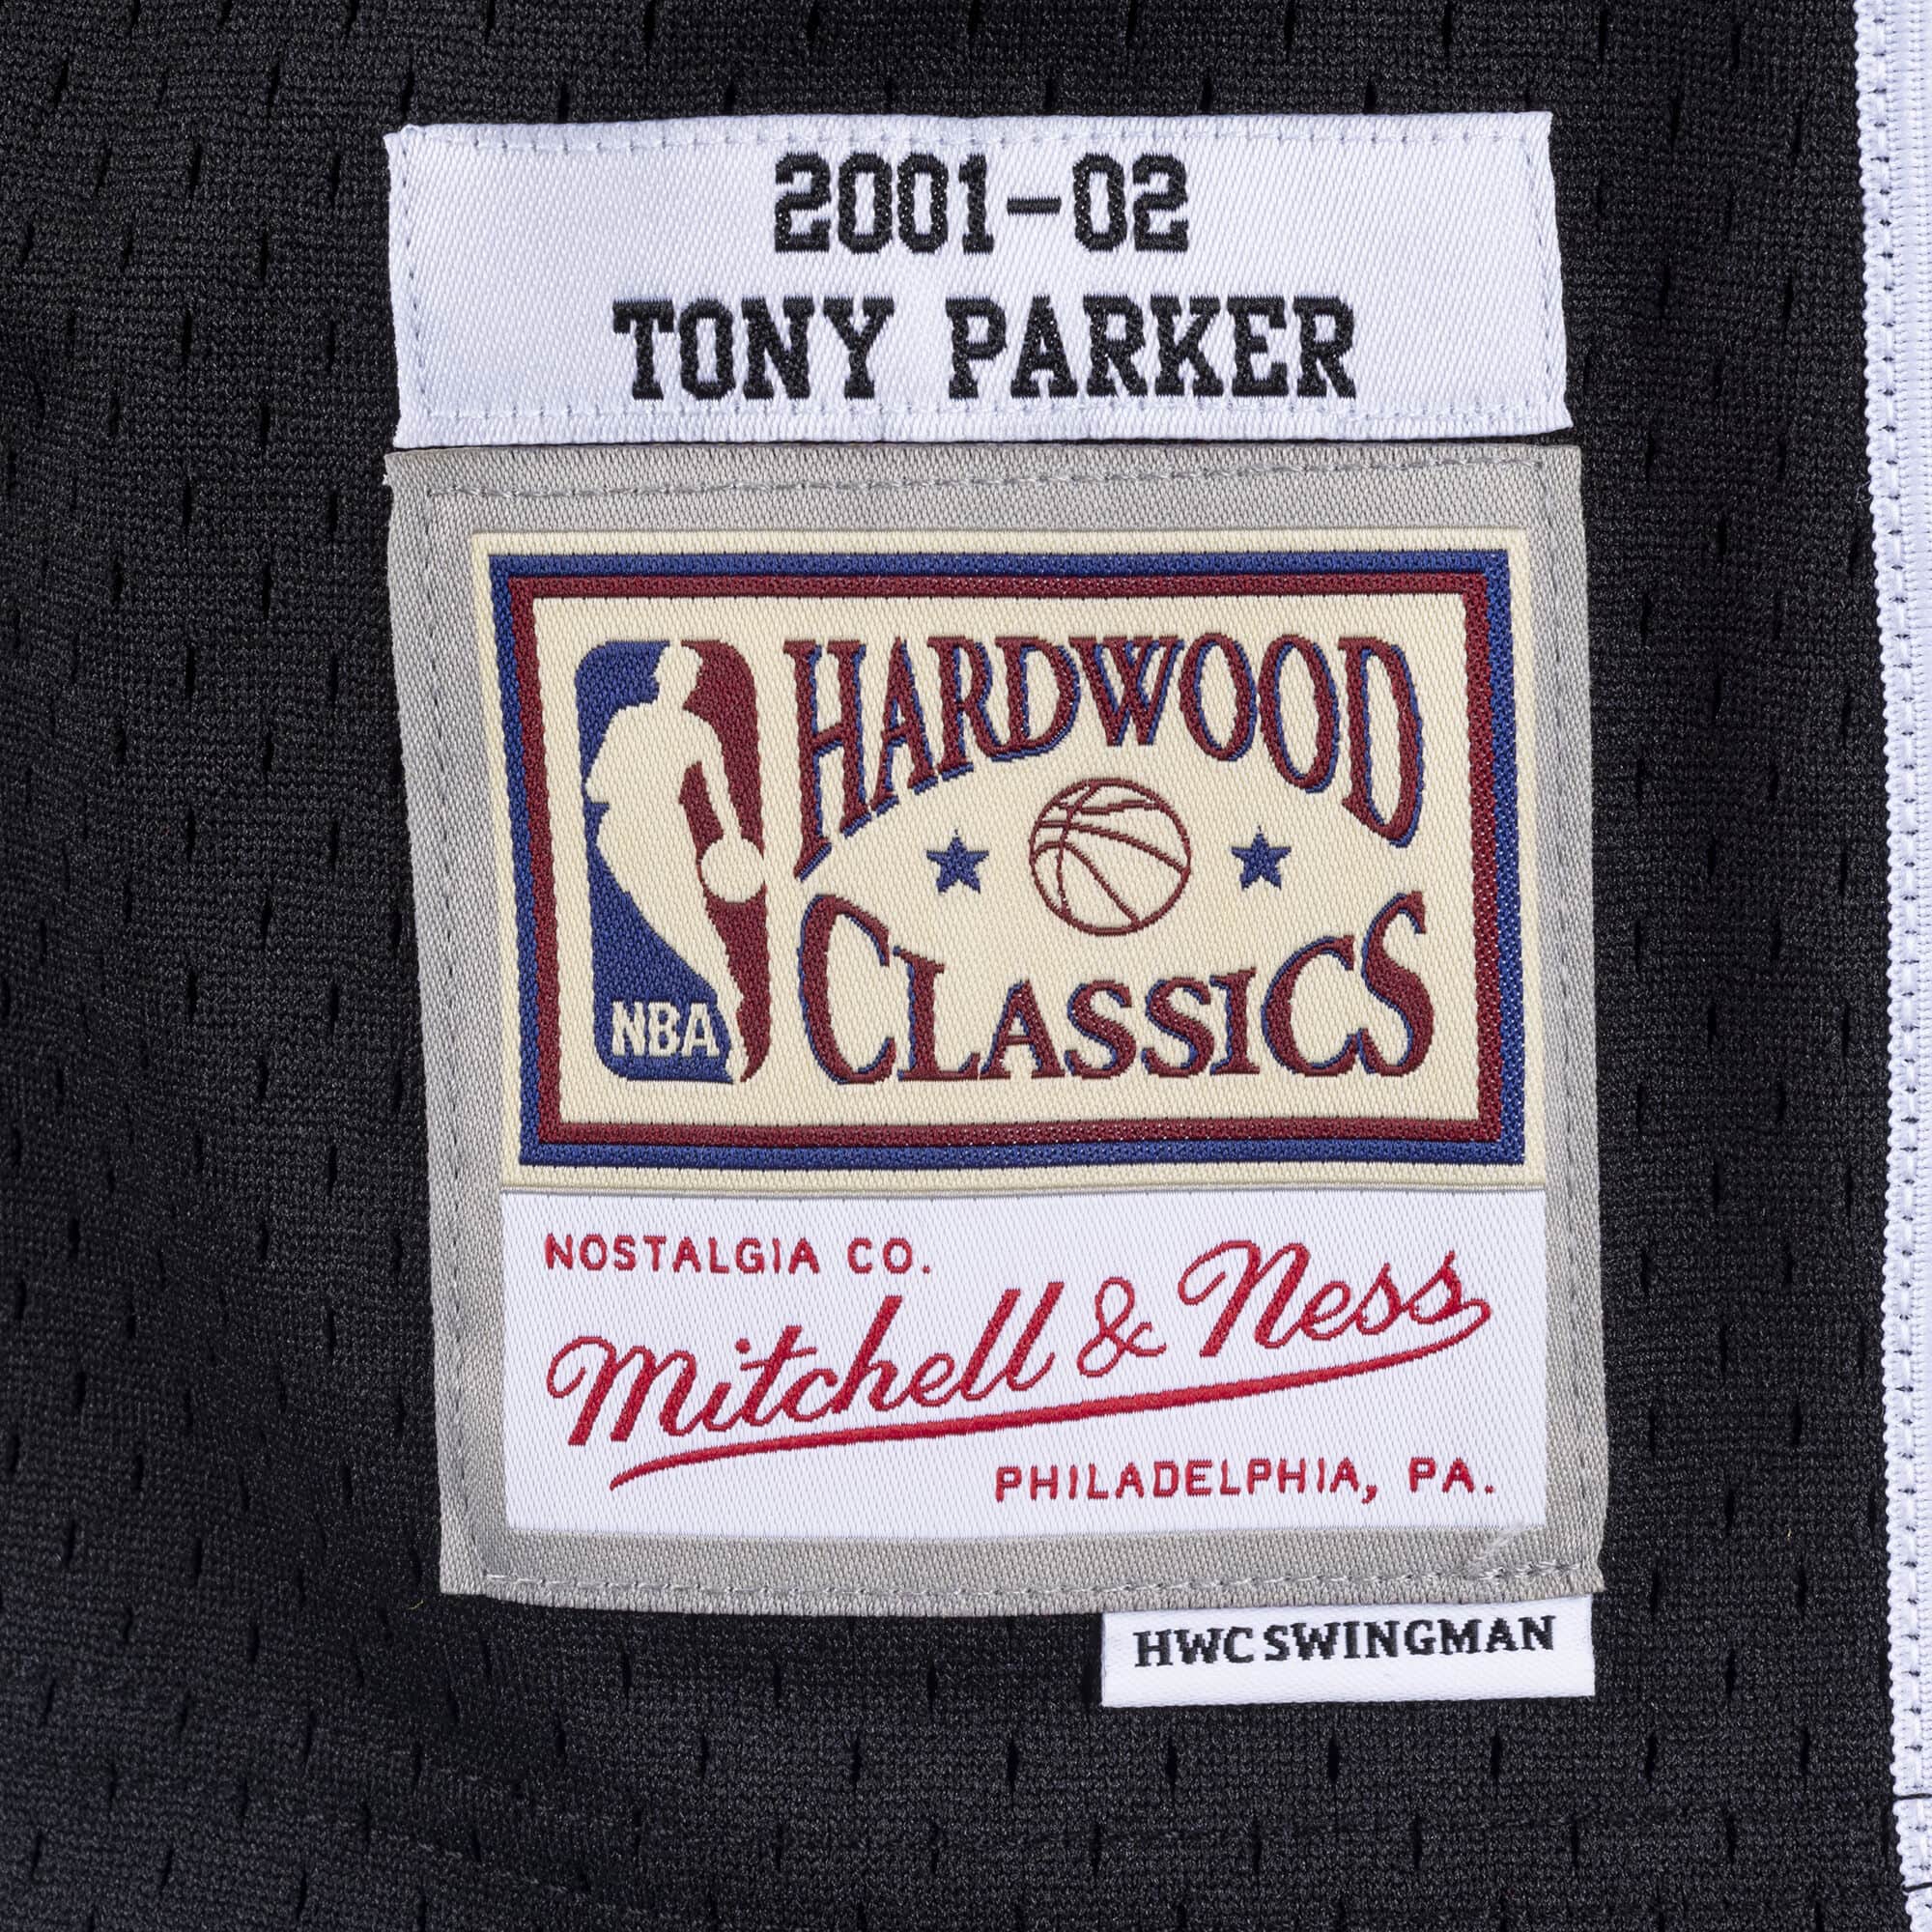 2001-02
TONY PARKER
HARDWOOD
CLASSICS
NBA
NOSTALGIA CO.
Mitchell & Ness
PHILADELPHIA, PA.
HWC SWINGMAN